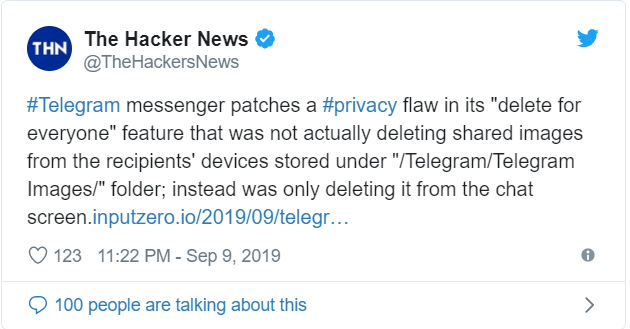 THN
The Hacker News
@TheHackersNews
#Telegram messenger patches a #privacy flaw in its "delete for
everyone" feature that was not actually deleting shared images
from the recipients' devices stored under "/Telegram/Telegram
Images/" folder; instead was only deleting it from the chat
screen.inputzero.io/2019/09/telegr…
123 11:22 PM - Sep 9, 2019
100 people are talking about this